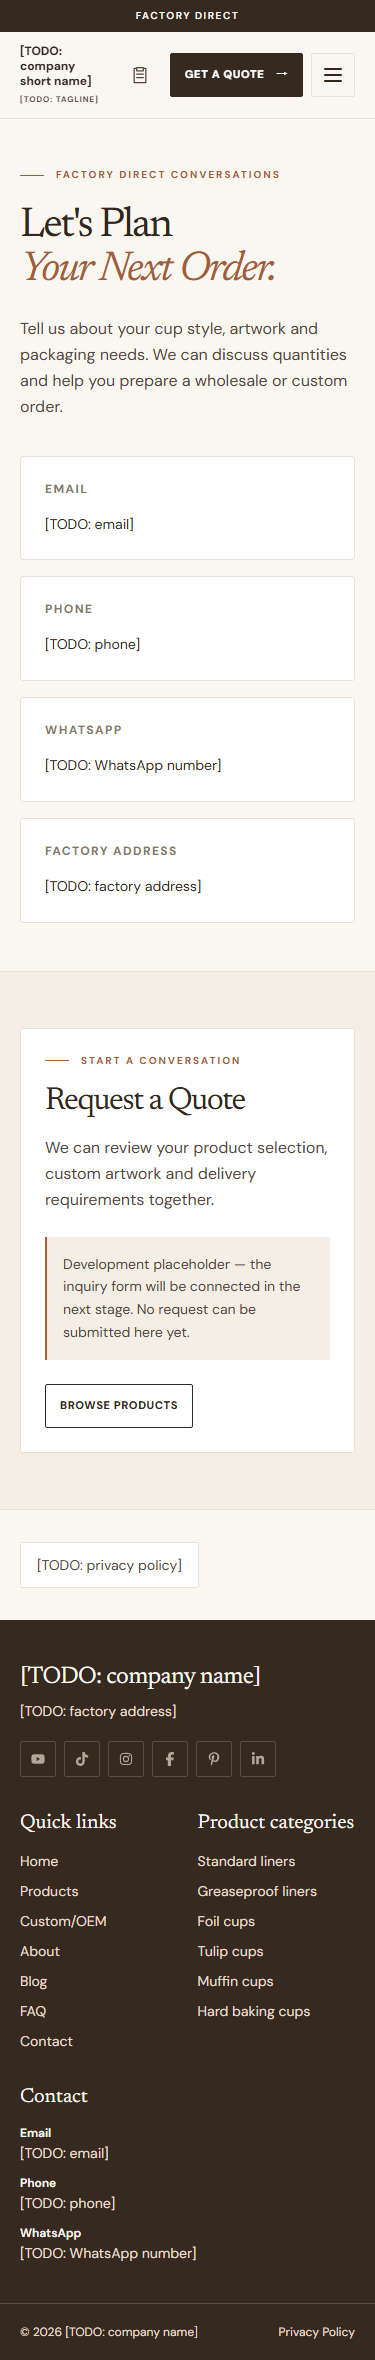 FACTORY DIRECT
[TODO:
company
short name]
[TODO: TAGLINE]
GET A QUOTE →
FACTORY DIRECT CONVERSATIONS
Let's Plan
Your Next Order.
Tell us about your cup style, artwork and
packaging needs. We can discuss quantities
and help you prepare a wholesale or custom
order.
EMAIL
[TODO: email]
PHONE
[TODO: phone]
WHATSAPP
[TODO: WhatsApp number]
FACTORY ADDRESS
[TODO: factory address]
START A CONVERSATION
Request a Quote
We can review your product selection,
custom artwork and delivery
requirements together.
Development placeholder — the
inquiry form will be connected in the
next stage. No request can be
submitted here yet.
BROWSE PRODUCTS
[TODO: privacy policy]
[TODO: company name]
[TODO: factory address]
Quick links
Home
Products
Custom/OEM
About
Blog
FAQ
Contact
Product categories
Standard liners
Greaseproof liners
Foil cups
Tulip cups
Muffin cups
Hard baking cups
Contact
Email
[TODO: email]
Phone
[TODO: phone]
WhatsApp
[TODO: WhatsApp number]
© 2026 [TODO: company name]
Privacy Policy